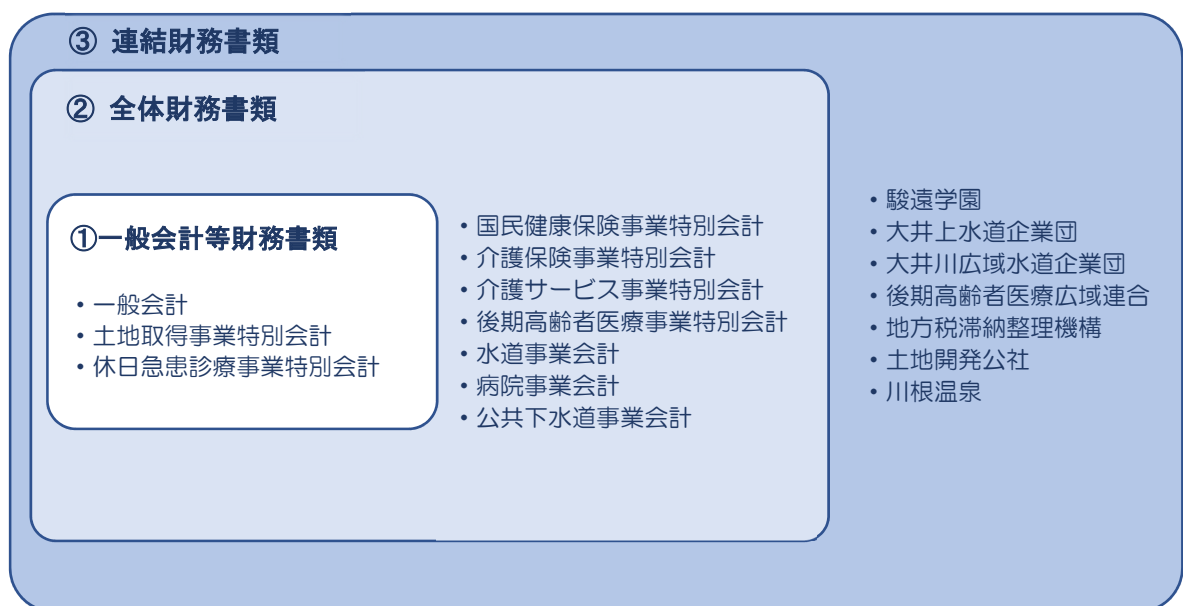 ③ 連結財務書類
② 全体財務書類
①一般会計等財務書類
・一般会計
・土地取得事業特別会計
・休日急患診療事業特別会計
・国民健康保険事業特別会計
・介護保険事業特別会計
・介護サービス事業特別会計
・後期高齢者医療事業特別会計
・水道事業会計
・病院事業会計
・公共下水道事業会計
・駿遠学園
・大井上水道企業団
・大井川広域水道企業団
・後期高齢者医療広域連合
・地方税滞納整理機構
・土地開発公社
・川根温泉